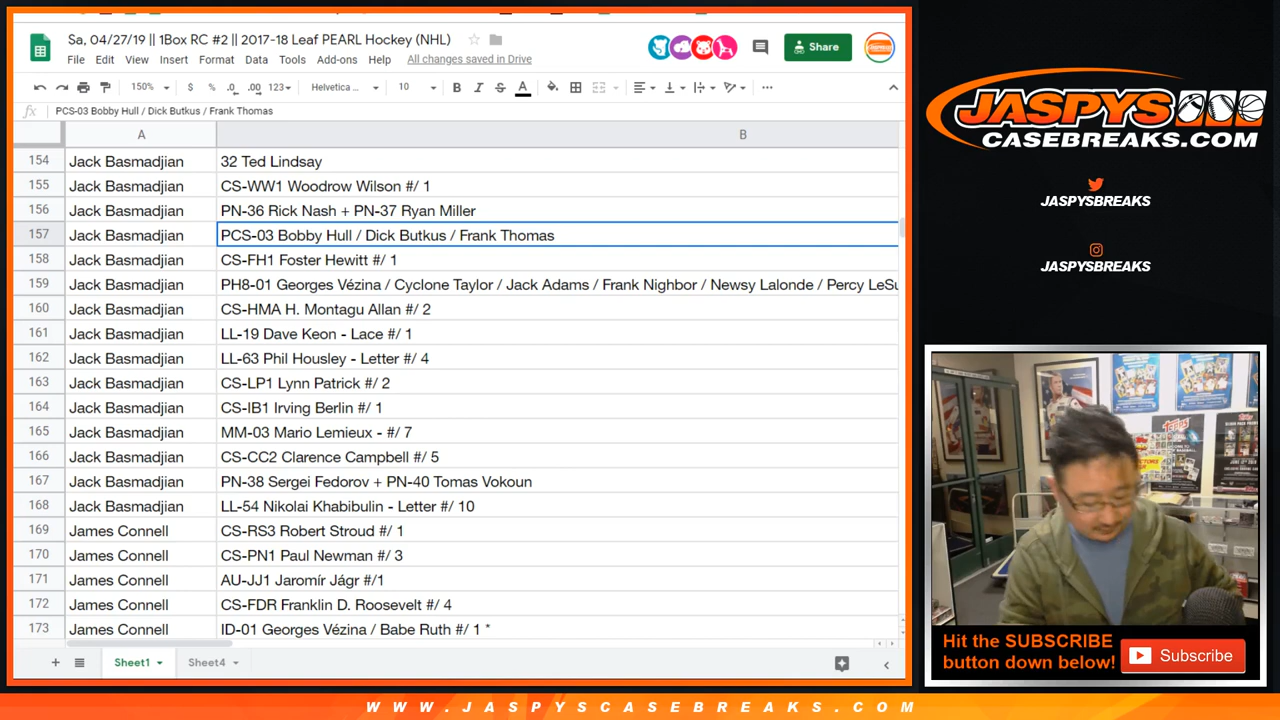 Sa, 04/27/19 || 1Box RC #2 || 2017-18 Leaf PEARL Hockey (NHL)
File Edit View Insert Format Data Tools Add-ons Help All changes saved in Drive
Share
150% $ % .0 .00 123 Helvetica ... 10 B I S A
fx PCS-03 Bobby Hull / Dick Butkus / Frank Thomas
A B
154 Jack Basmadjian 32 Ted Lindsay
155 Jack Basmadjian CS-WW1 Woodrow Wilson #/ 1
156 Jack Basmadjian PN-36 Rick Nash + PN-37 Ryan Miller
157 Jack Basmadjian PCS-03 Bobby Hull / Dick Butkus / Frank Thomas
158 Jack Basmadjian CS-FH1 Foster Hewitt #/ 1
159 Jack Basmadjian PH8-01 Georges Vézina / Cyclone Taylor / Jack Adams / Frank Nighbor / Newsy Lalonde / Percy LeSu
160 Jack Basmadjian CS-HMA H. Montagu Allan #/ 2
161 Jack Basmadjian LL-19 Dave Keon - Lace #/ 1
162 Jack Basmadjian LL-63 Phil Housley - Letter #/ 4
163 Jack Basmadjian CS-LP1 Lynn Patrick #/ 2
164 Jack Basmadjian CS-IB1 Irving Berlin #/ 1
165 Jack Basmadjian MM-03 Mario Lemieux - #/ 7
166 Jack Basmadjian CS-CC2 Clarence Campbell #/ 5
167 Jack Basmadjian PN-38 Sergei Fedorov + PN-40 Tomas Vokoun
168 Jack Basmadjian LL-54 Nikolai Khabibulin - Letter #/ 10
169 James Connell CS-RS3 Robert Stroud #/ 1
170 James Connell CS-PN1 Paul Newman #/ 3
171 James Connell AU-JJ1 Jaromír Jágr #/1
172 James Connell CS-FDR Franklin D. Roosevelt #/ 4
173 James Connell ID-01 Georges Vézina / Babe Ruth #/ 1 *
Sheet1 Sheet4
JASPYS
CASEBREAKS.COM
JASPYSBREAKS
JASPYSBREAKS
Topps
Hit the SUBSCRIBE
button down below!
Subscribe
WWW.JASPYSCASEBREAKS.COM